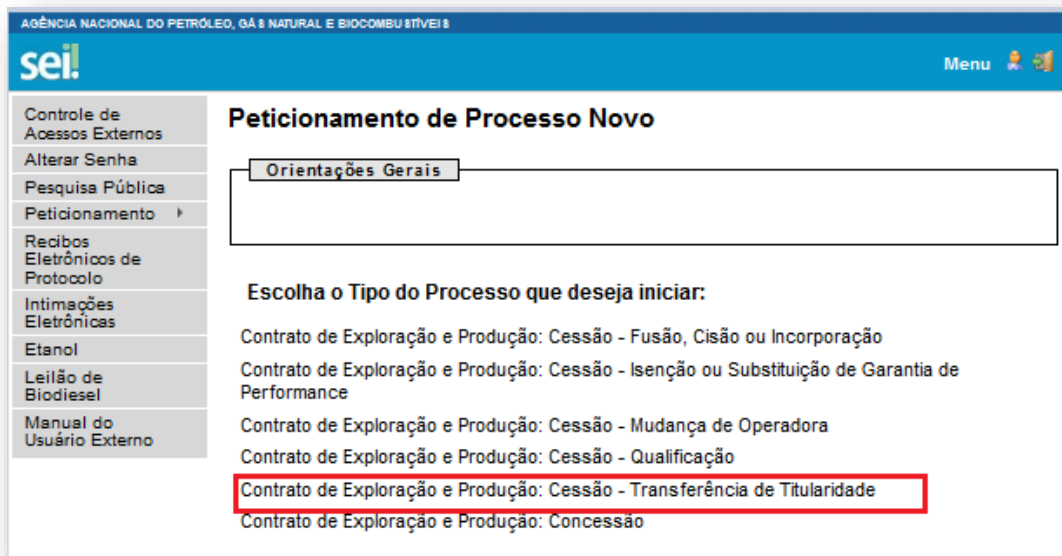 AGÊNCIA NACIONAL DO PETRÓLEO, GÁS NATURAL E BIOCOMBUSTÍVEIS
sei!
Menu
Controle de
Acessos Externos
Alterar Senha
Pesquisa Pública
Peticionamento
Recibos
Eletrônicos de
Protocolo
Intimações
Eletrônicas
Etanol
Leilão de
Biodiesel
Manual do
Usuário Externo
Peticionamento de Processo Novo
Orientações Gerais
Escolha o Tipo do Processo que deseja iniciar:
Contrato de Exploração e Produção: Cessão - Fusão, Cisão ou Incorporação
Contrato de Exploração e Produção: Cessão - Isenção ou Substituição de Garantia de
Performance
Contrato de Exploração e Produção: Cessão - Mudança de Operadora
Contrato de Exploração e Produção: Cessão - Qualificação
Contrato de Exploração e Produção: Cessão - Transferência de Titularidade
Contrato de Exploração e Produção: Concessão